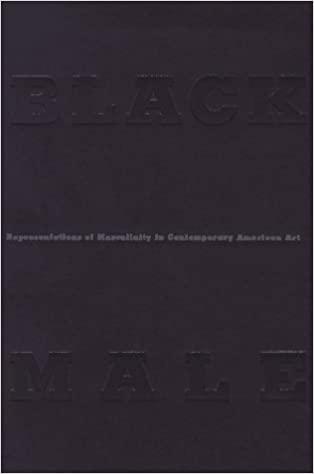 BLACK
Representations of Masculinity in Contemporary American Art
MALE